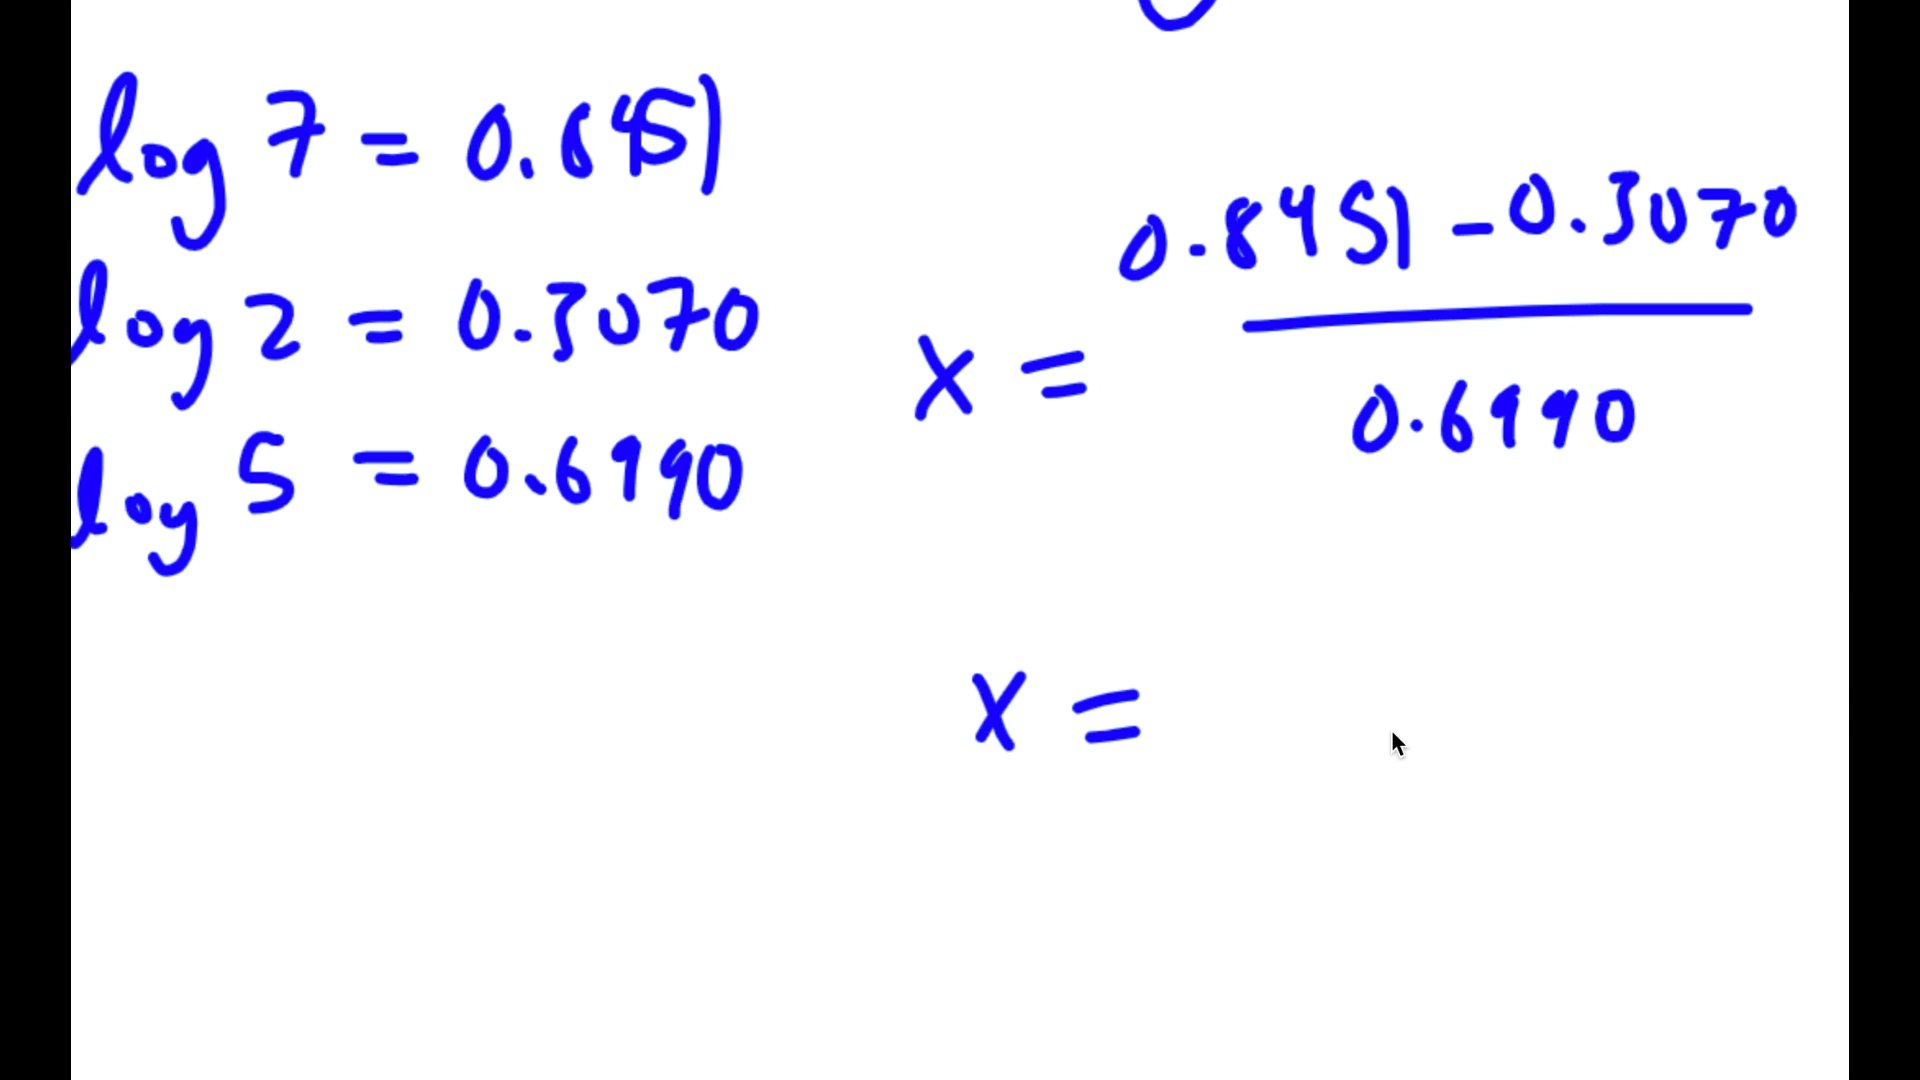 log 7 = 0.8451
log 2 = 0.3070
log 5 = 0.6990
x = 0.8451 - 0.3070
0.6990
x =